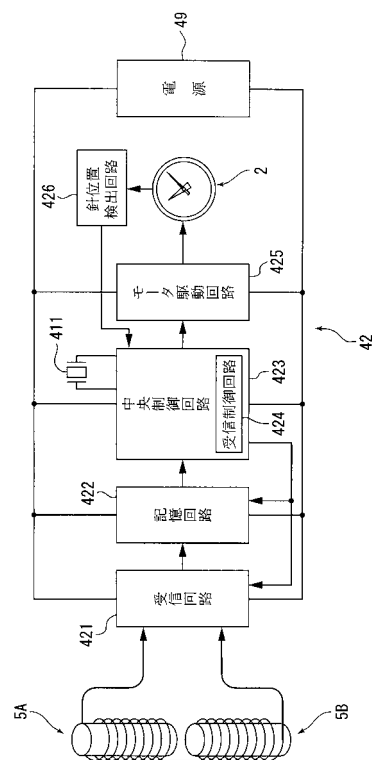 5A
5B
421
受信回路
422
記憶回路
411
中央制御回路
受信制御回路
424
423
モータ駆動回路
425
426
針位置
検出回路
2
電源
49
42